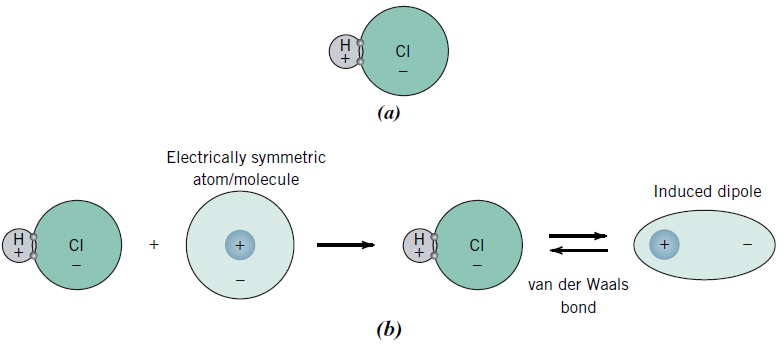 H
+
Cl
−
(a)
Electrically symmetric
atom/molecule
H
+
Cl
−
+
+
−
H
+
Cl
−
van der Waals
bond
Induced dipole
+
−
(b)